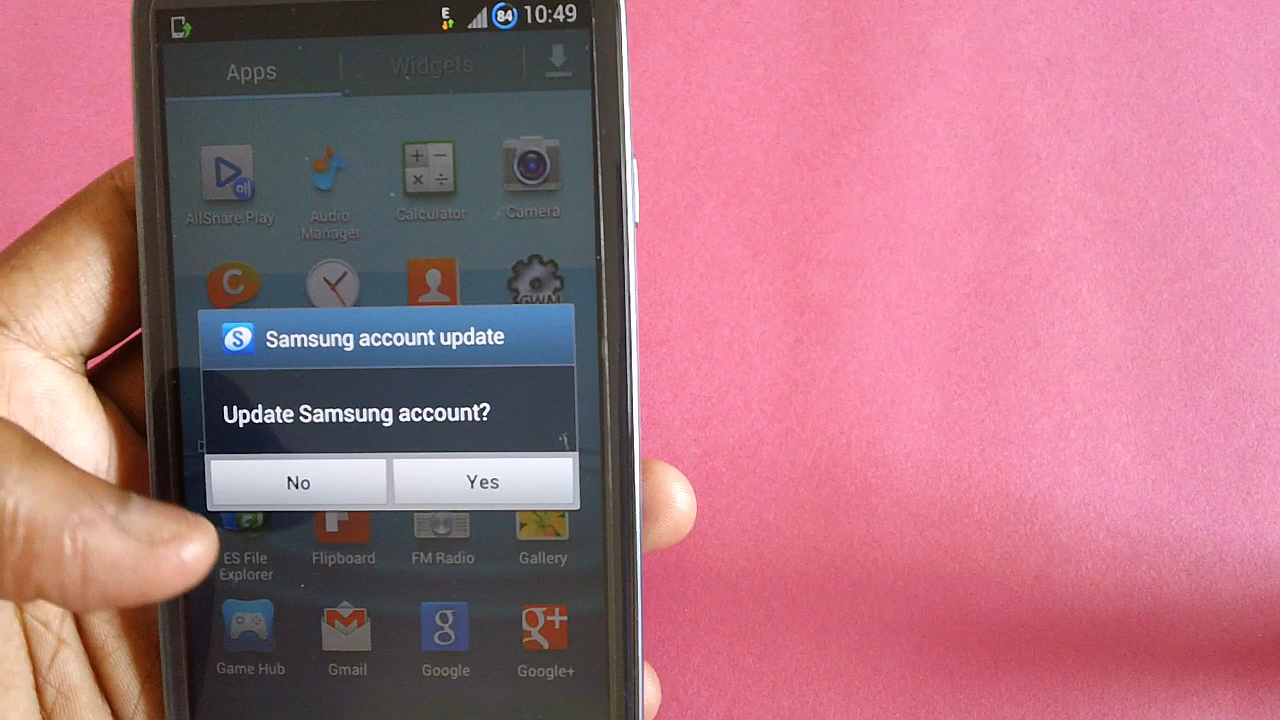 E 84 10:49
Apps Widgets
AllShare Play Audio Manager Calculator Camera
C GWM
S Samsung account update
Update Samsung account?
No Yes
ES File Explorer Flipboard FM Radio Gallery
g g+
Game Hub Gmail Google Google+